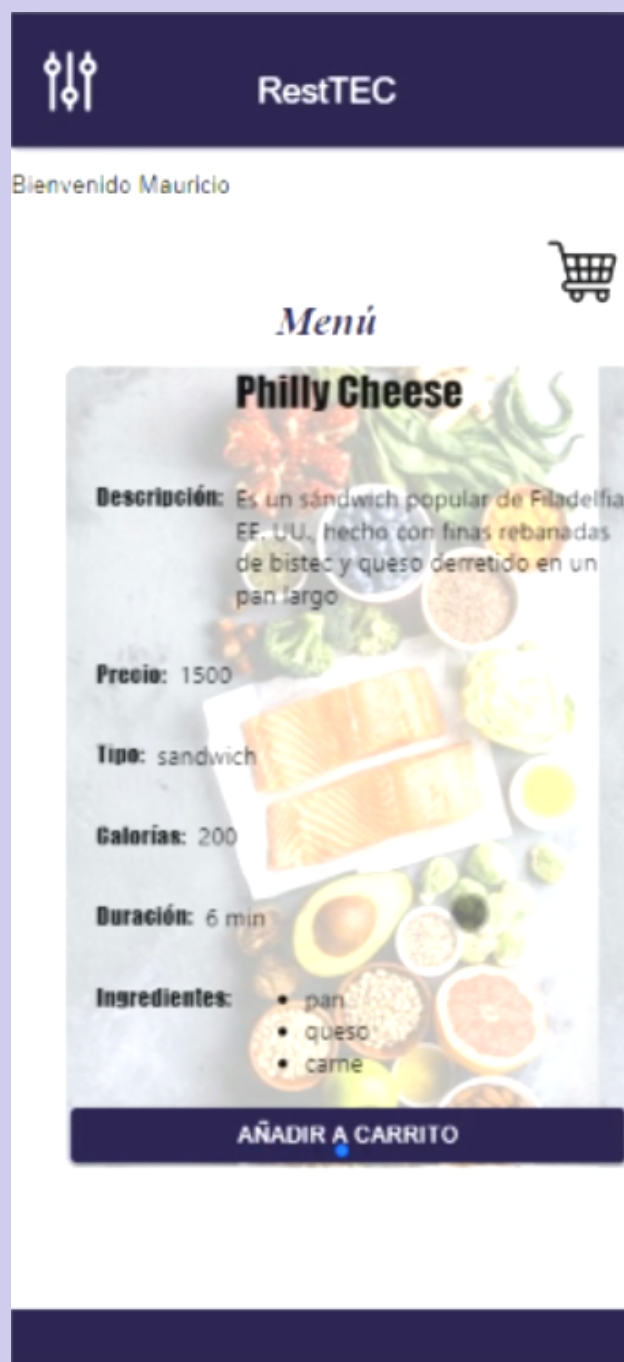 RestTEC
Bienvenido Mauricio
Menú
Philly Cheese
Descripción: Es un sándwich popular de Filadelfia
EE. UU., hecho con finas rebanadas
de bistec y queso derretido en un
pan largo
Precio: 1500
Tipo: sandwich
Calorías: 200
Duración: 6 min
Ingredientes: • pan
• queso
• carne
AÑADIR A CARRITO